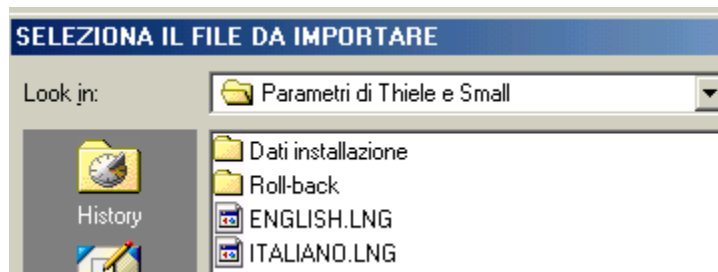 SELEZIONA IL FILE DA IMPORTARE
Look in: Parametri di Thiele e Small
Dati installazione
Roll-back
History
ENGLISH.LNG
ITALIANO.LNG